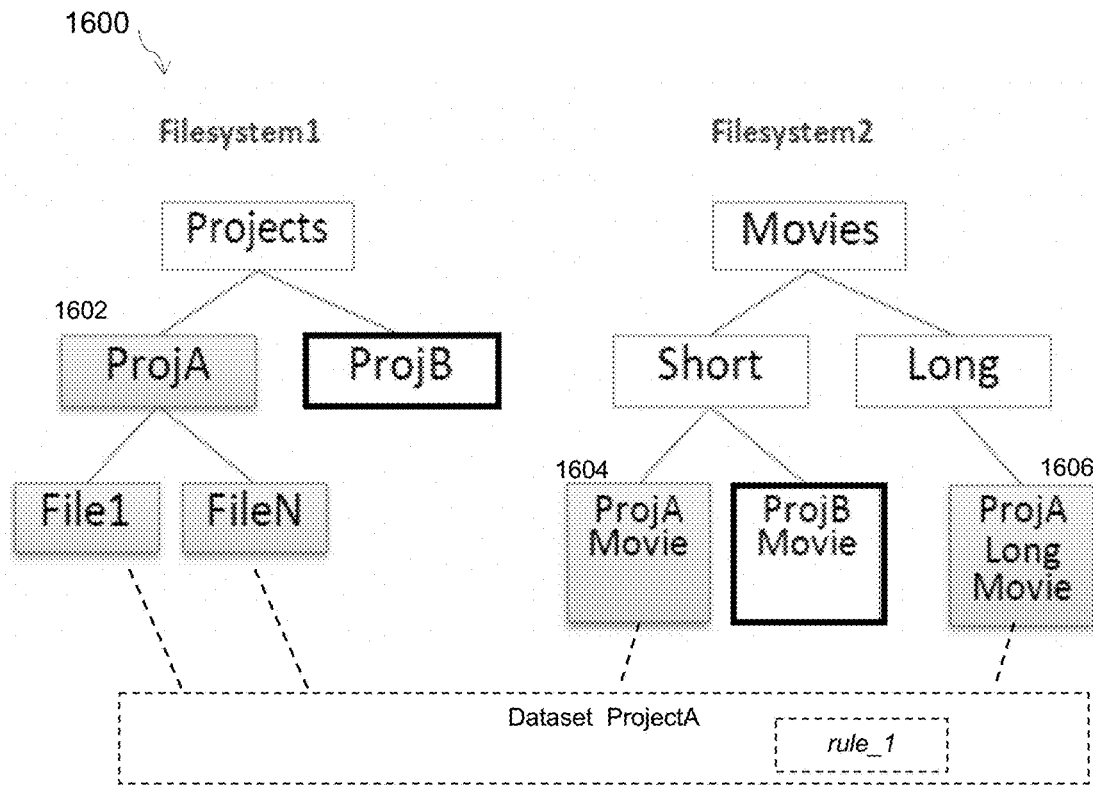 1600
Filesystem1
Filesystem2
Projects
Movies
1602
ProjA
ProjB
Short
Long
1604
1606
File1
FileN
ProjA
Movie
ProjB
Movie
ProjA
Long
Movie
Dataset ProjectA
rule_1